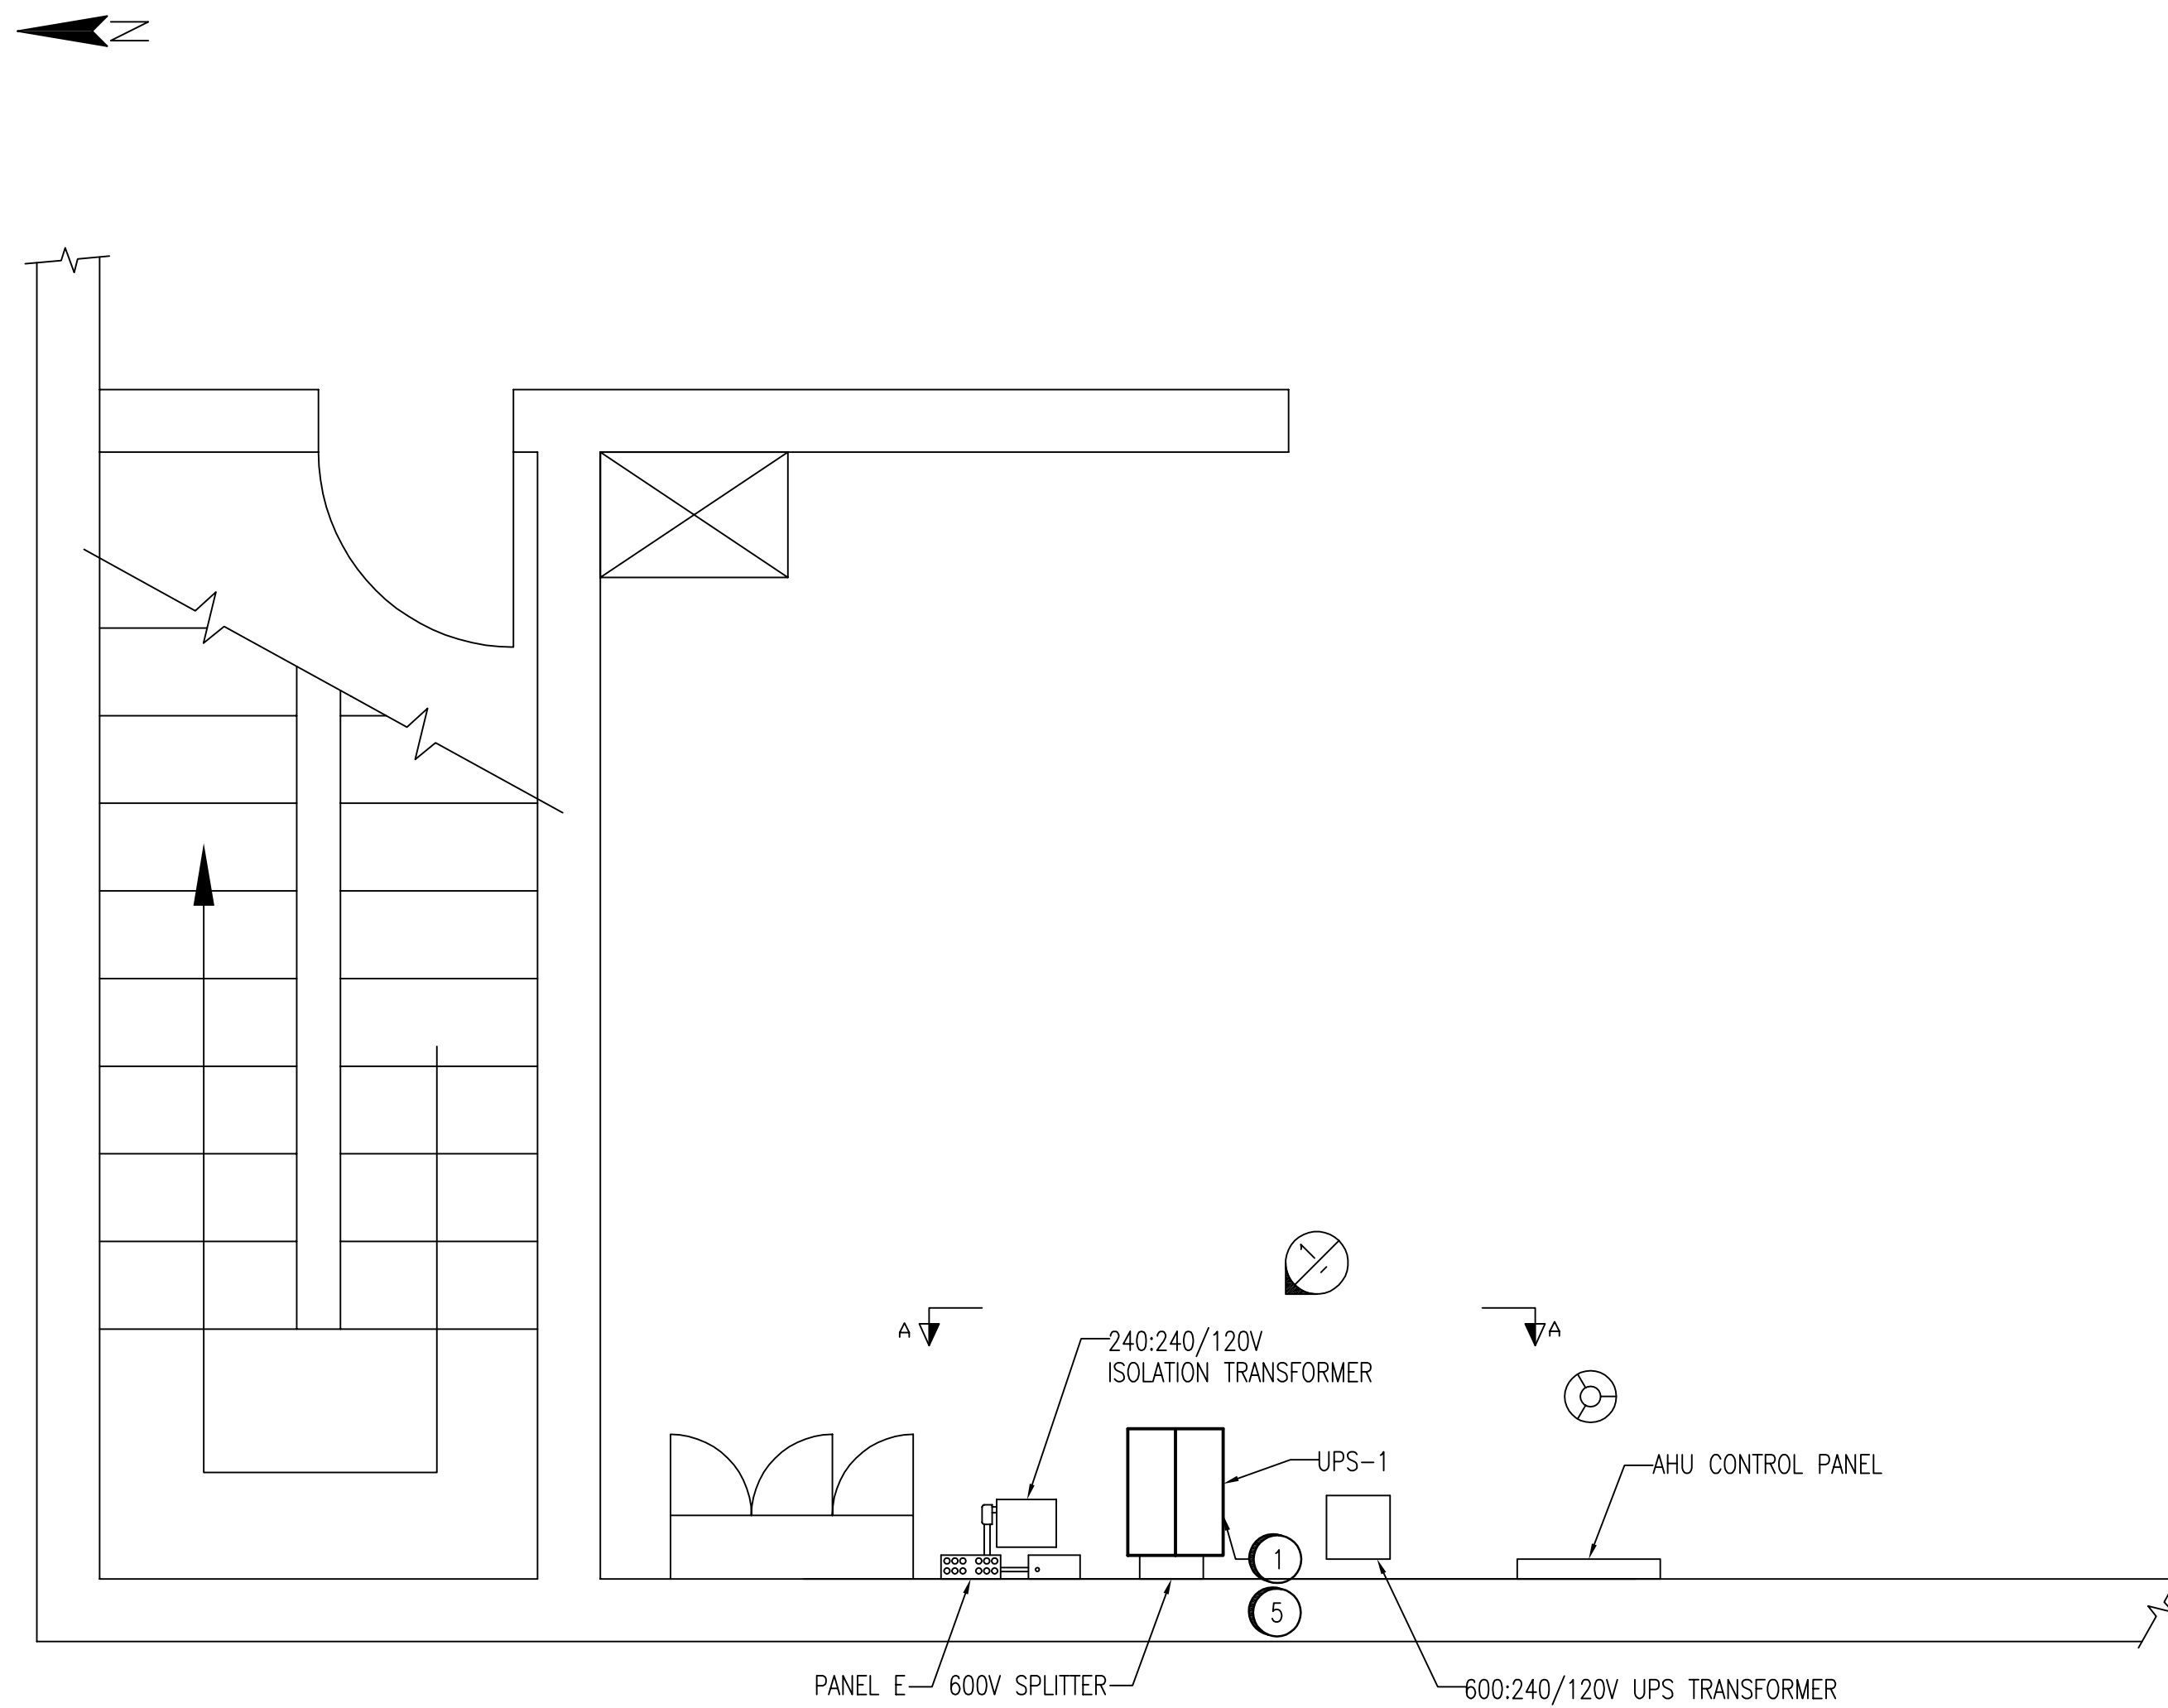 N
1
-
A
A
240:240/120V
ISOLATION TRANSFORMER
UPS-1
AHU CONTROL PANEL
1
5
PANEL E
600V SPLITTER
600:240/120V UPS TRANSFORMER